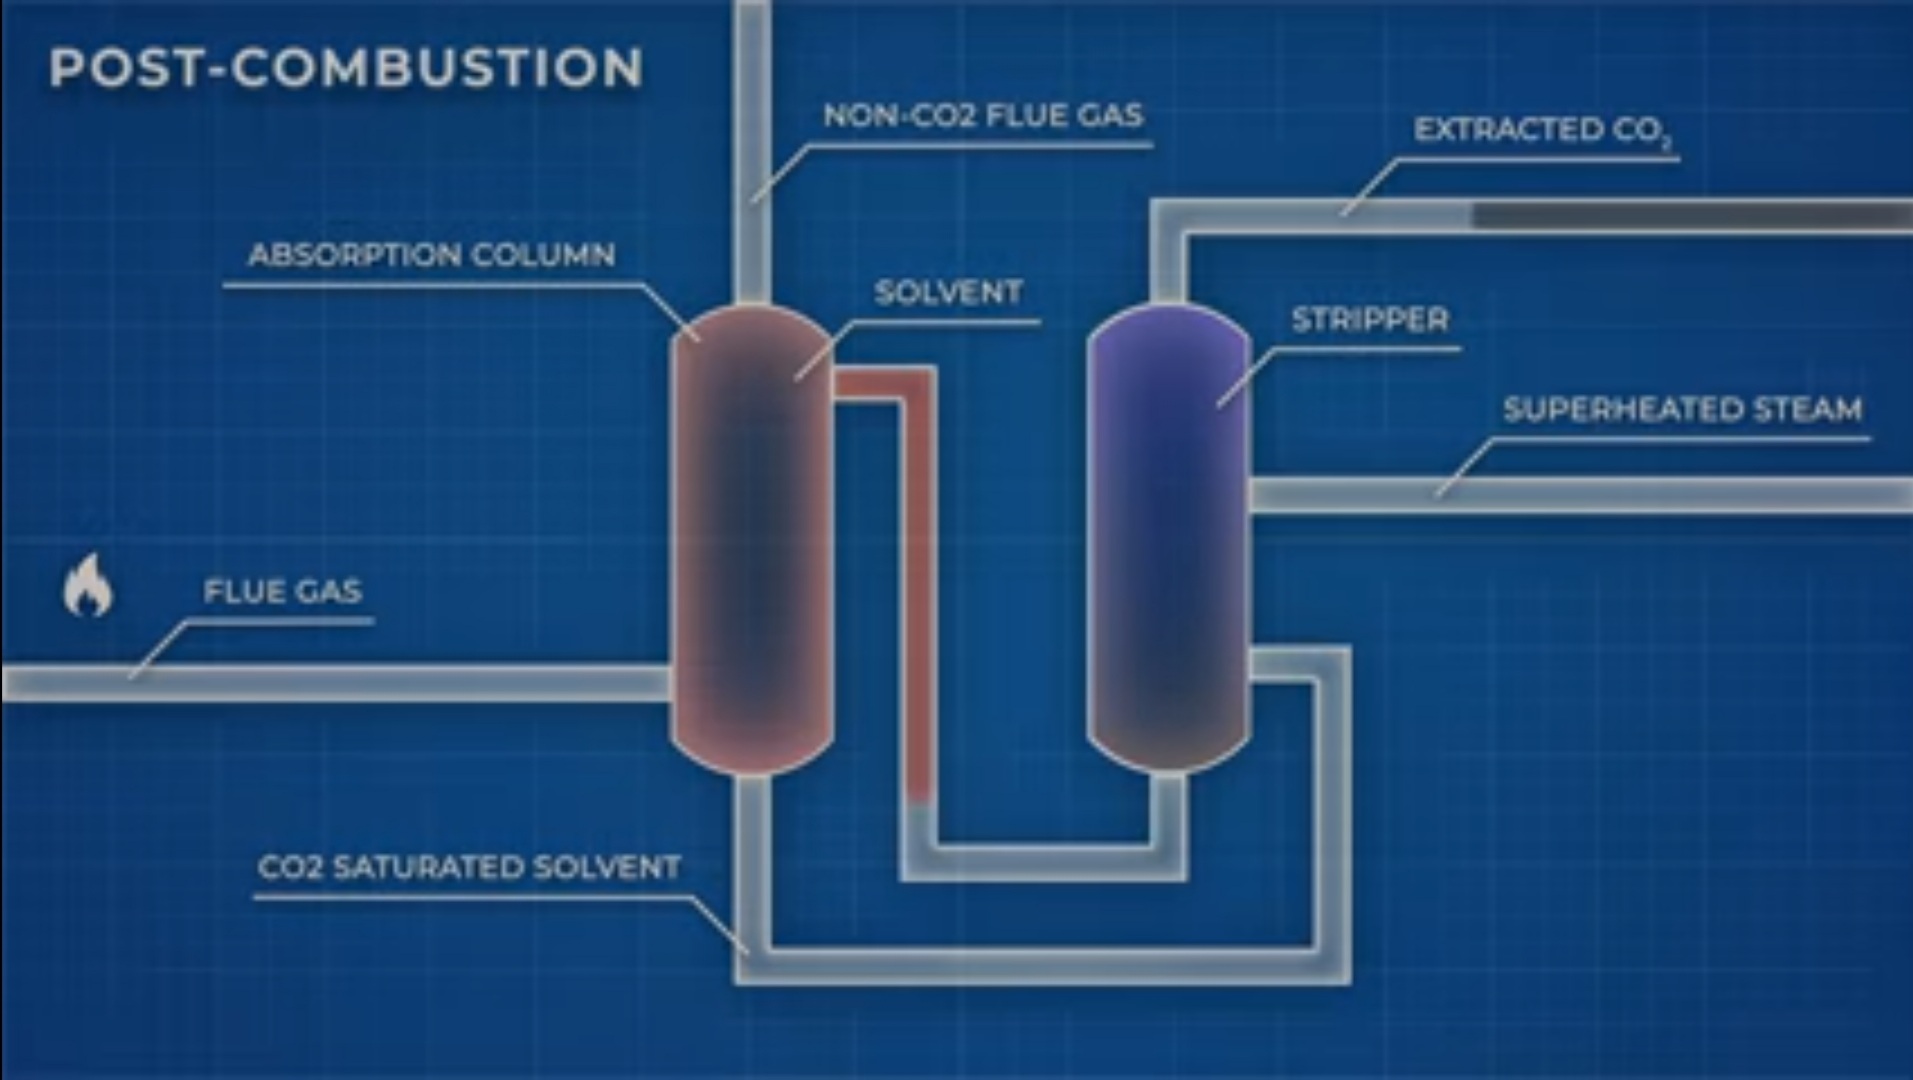 POST-COMBUSTION
NON-CO2 FLUE GAS
EXTRACTED CO₂
ABSORPTION COLUMN
SOLVENT
STRIPPER
SUPERHEATED STEAM
FLUE GAS
CO2 SATURATED SOLVENT